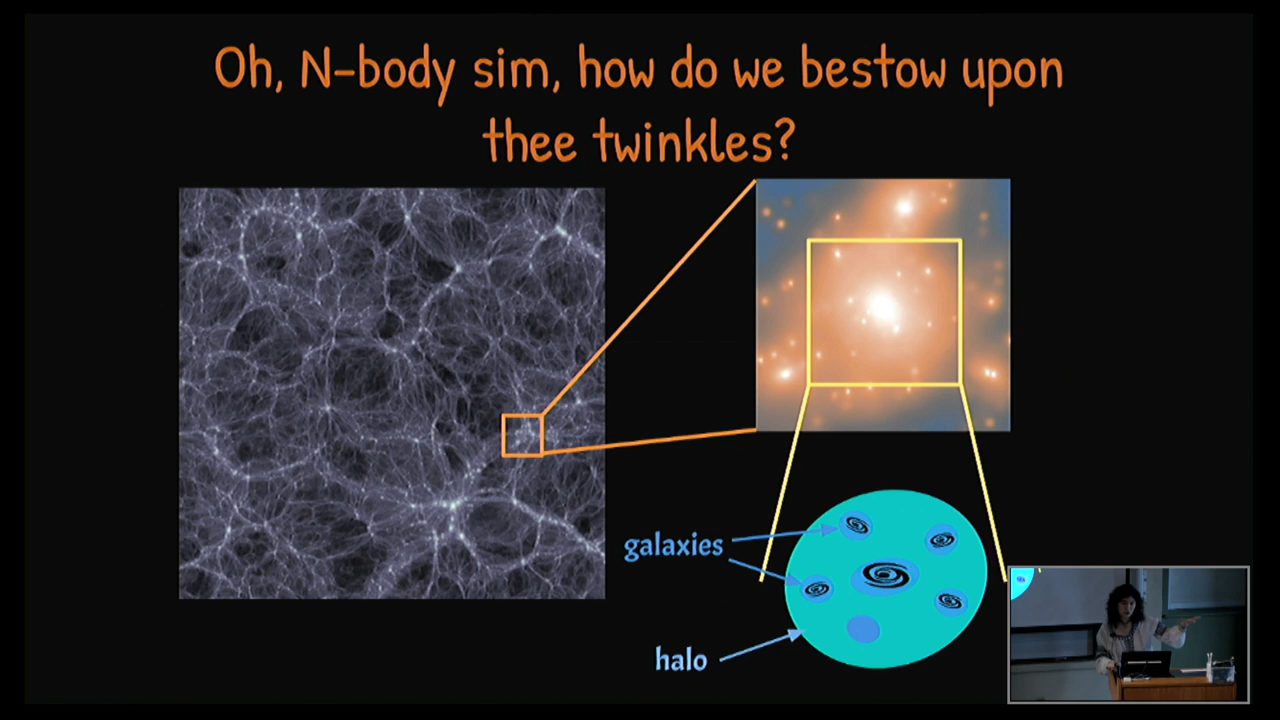 Oh, N-body sim, how do we bestow upon
thee twinkles?
galaxies
halo